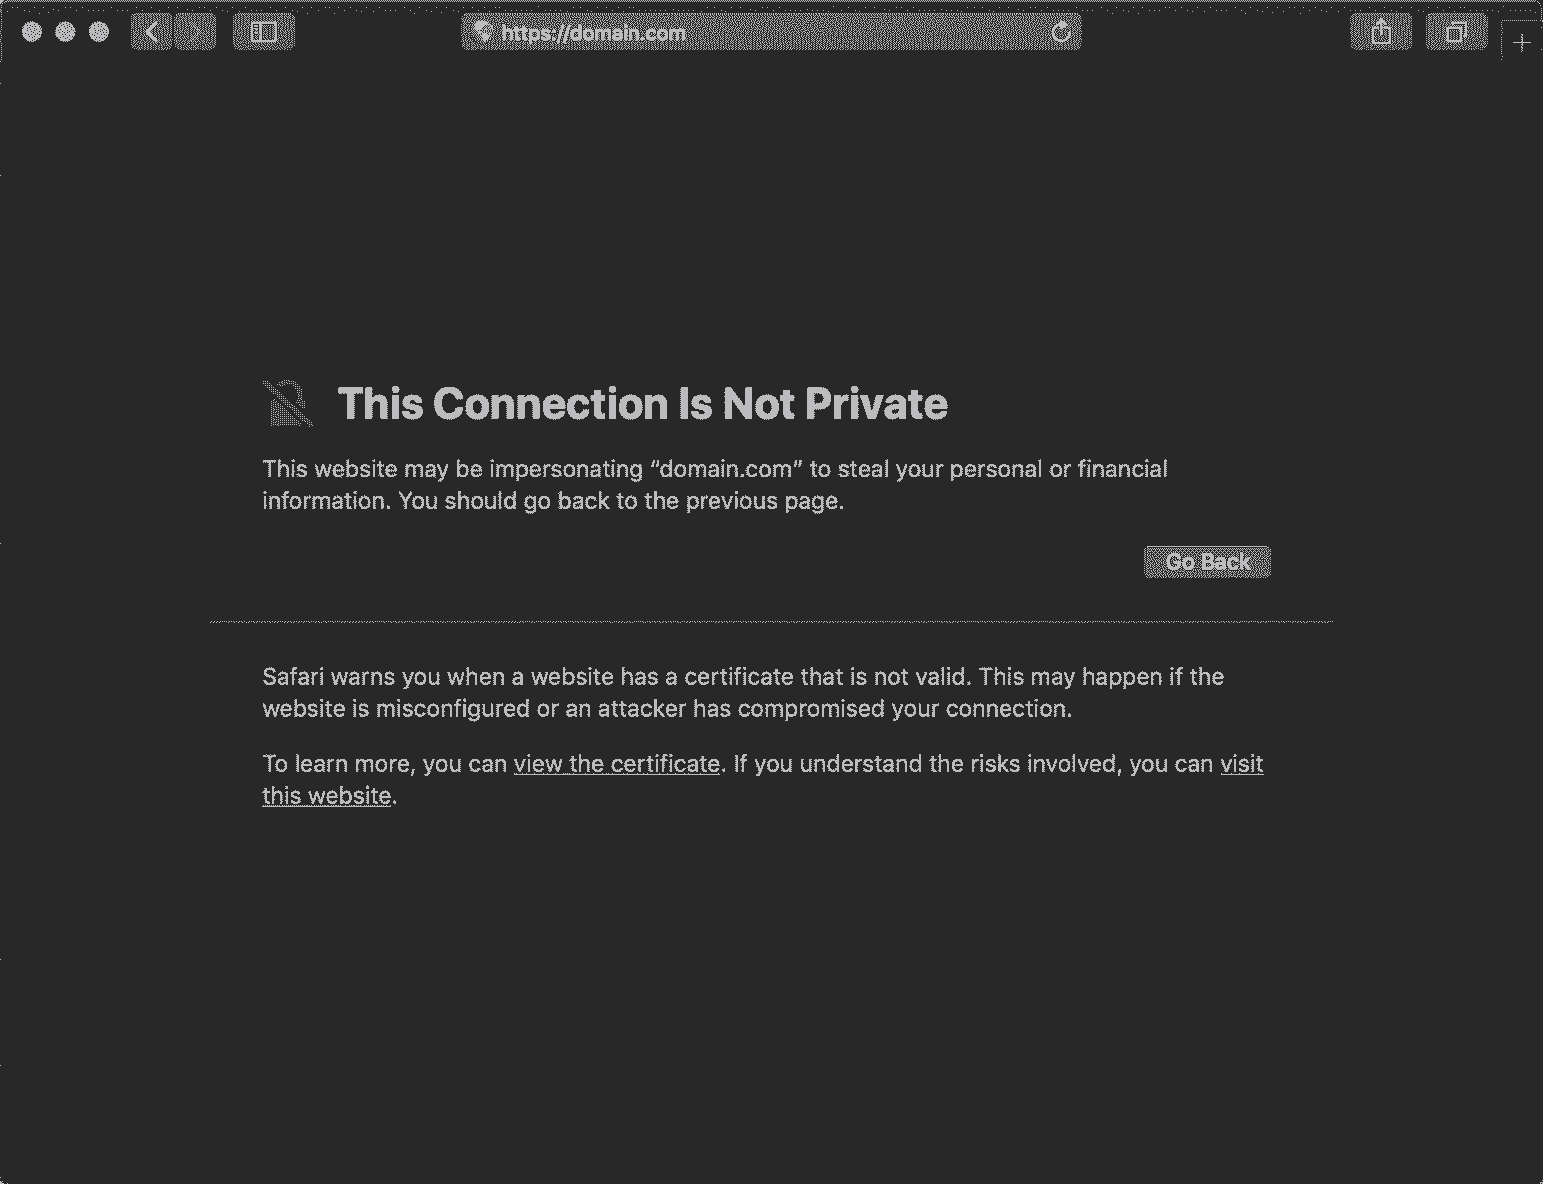 https://domain.com
This Connection Is Not Private
This website may be impersonating “domain.com” to steal your personal or financial
information. You should go back to the previous page.
Go Back
Safari warns you when a website has a certificate that is not valid. This may happen if the
website is misconfigured or an attacker has compromised your connection.
To learn more, you can view the certificate. If you understand the risks involved, you can visit
this website.